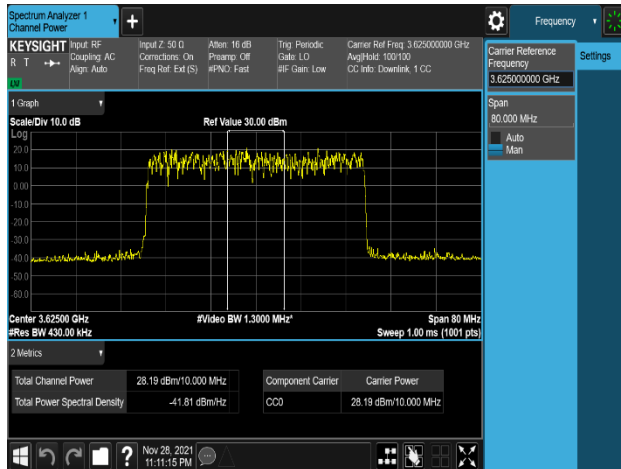 Spectrum Analyzer 1
Channel Power
Frequency
KEYSIGHT
R T
Input: RF
Coupling: AC
Align: Auto
Input Z: 50 Ω
Corrections: On
Freq Ref: Ext (S)
Atten: 16 dB
Preamp: Off
#PNO: Fast
Trig: Periodic
Gate: LO
#IF Gain: Low
Carrier Ref Freq: 3.625000000 GHz
Avg|Hold: 100/100
CC Info: Downlink, 1 CC
Carrier Reference
Frequency
3.625000000 GHz
Settings
Span
80.000 MHz
Auto
Man
1 Graph
Scale/Div 10.0 dB
Ref Value 30.00 dBm
Log
20.0
10.0
0.00
-10.0
-20.0
-30.0
-40.0
-50.0
-60.0
Center 3.62500 GHz
#Video BW 1.3000 MHz*
Span 80 MHz
#Res BW 430.00 kHz
Sweep 1.00 ms (1001 pts)
2 Metrics
Total Channel Power
28.19 dBm/10.000 MHz
Total Power Spectral Density
-41.81 dBm/Hz
Component Carrier
Carrier Power
CC0
28.19 dBm/10.000 MHz
?
Nov 28, 2021
11:11:15 PM